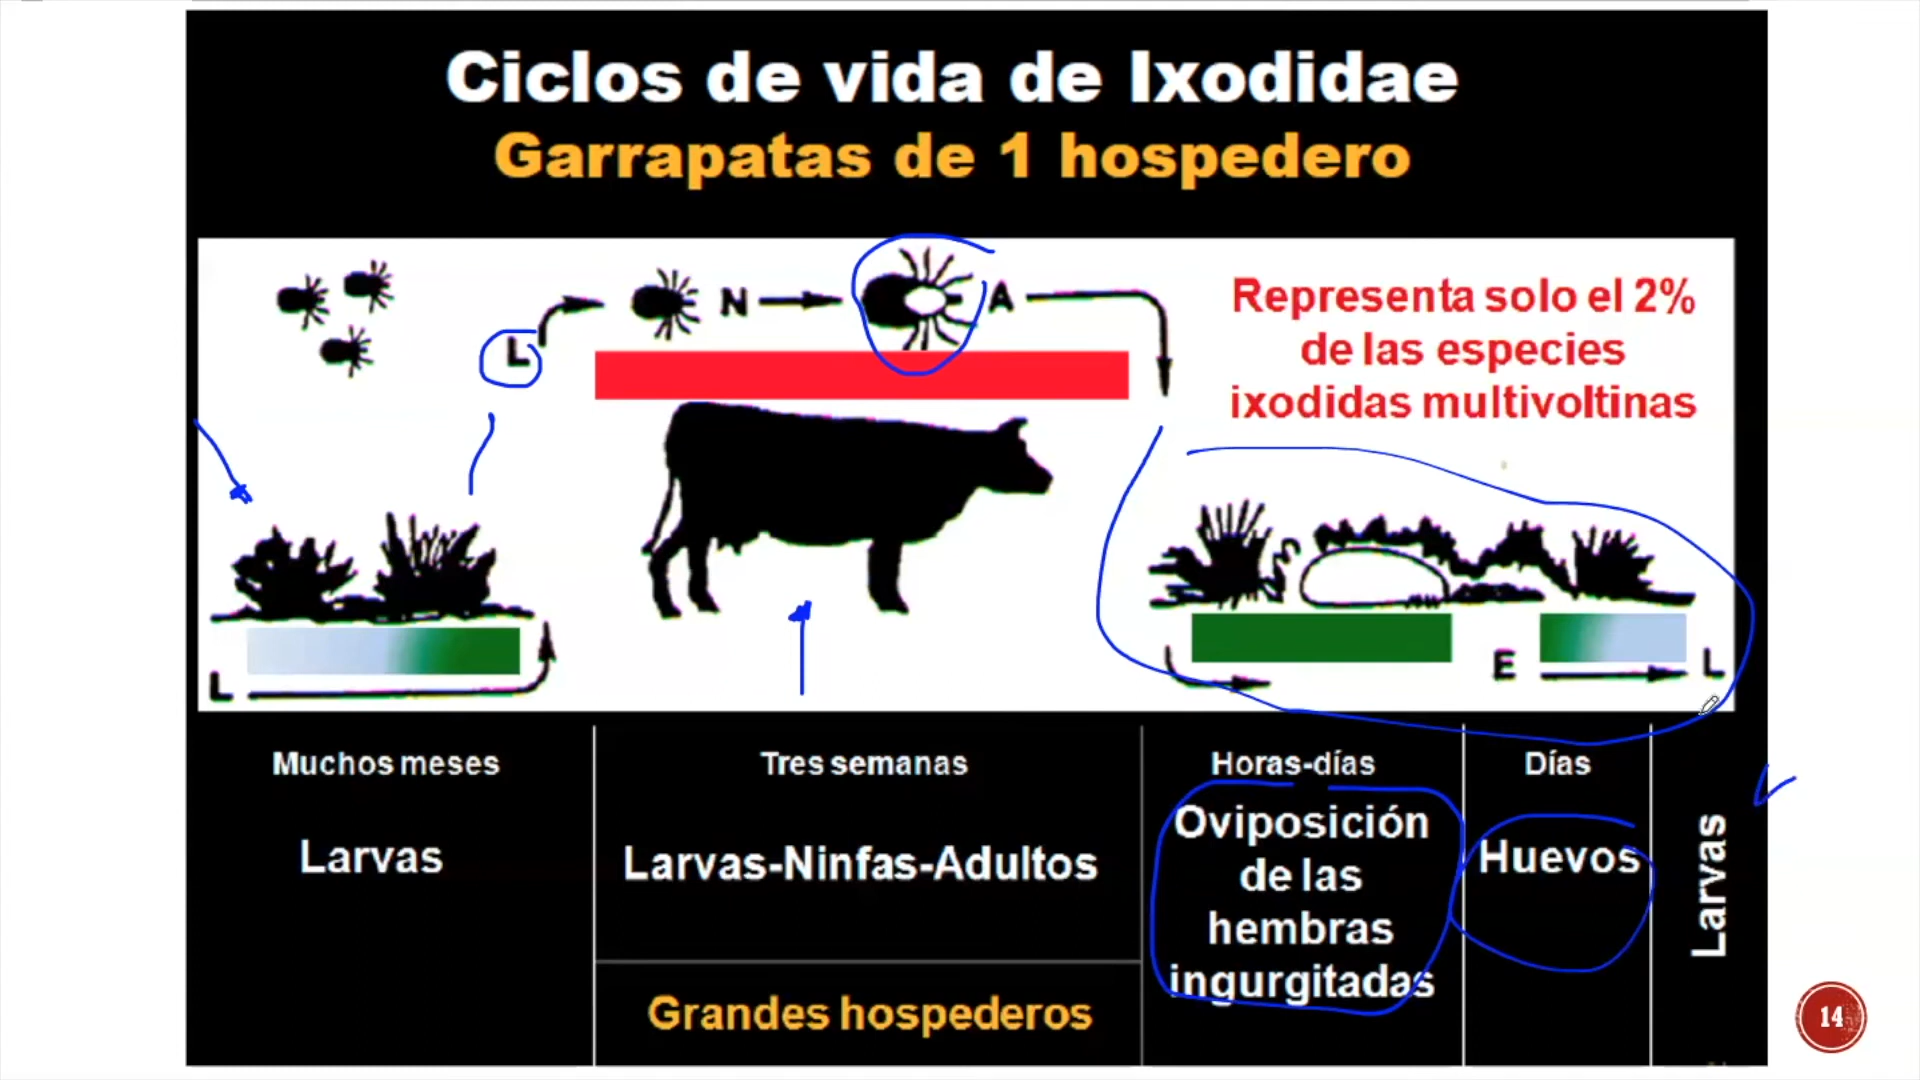 Ciclos de vida de Ixodidae
Garrapatas de 1 hospedero
L
N
A
Representa solo el 2%
de las especies
ixodidas multivoltinas
L
E
L
Muchos meses
Larvas
Tres semanas
Larvas-Ninfas-Adultos
Grandes hospederos
Horas-días
Oviposición
de las
hembras
ingurgitadas
Días
Huevos
Larvas
14